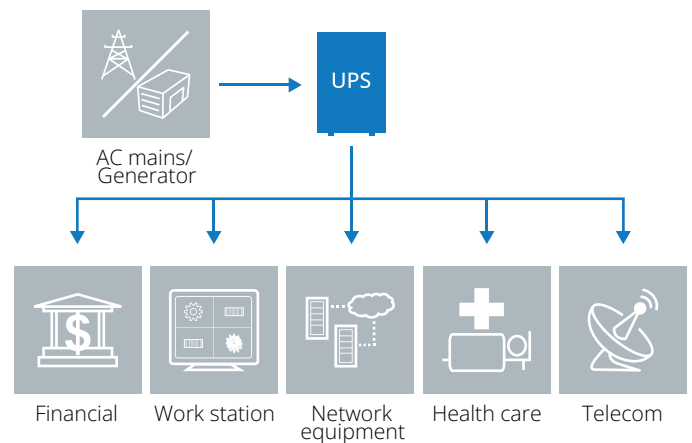 UPS
AC mains/
Generator
$
Financial
Work station
Network
equipment
Health care
Telecom